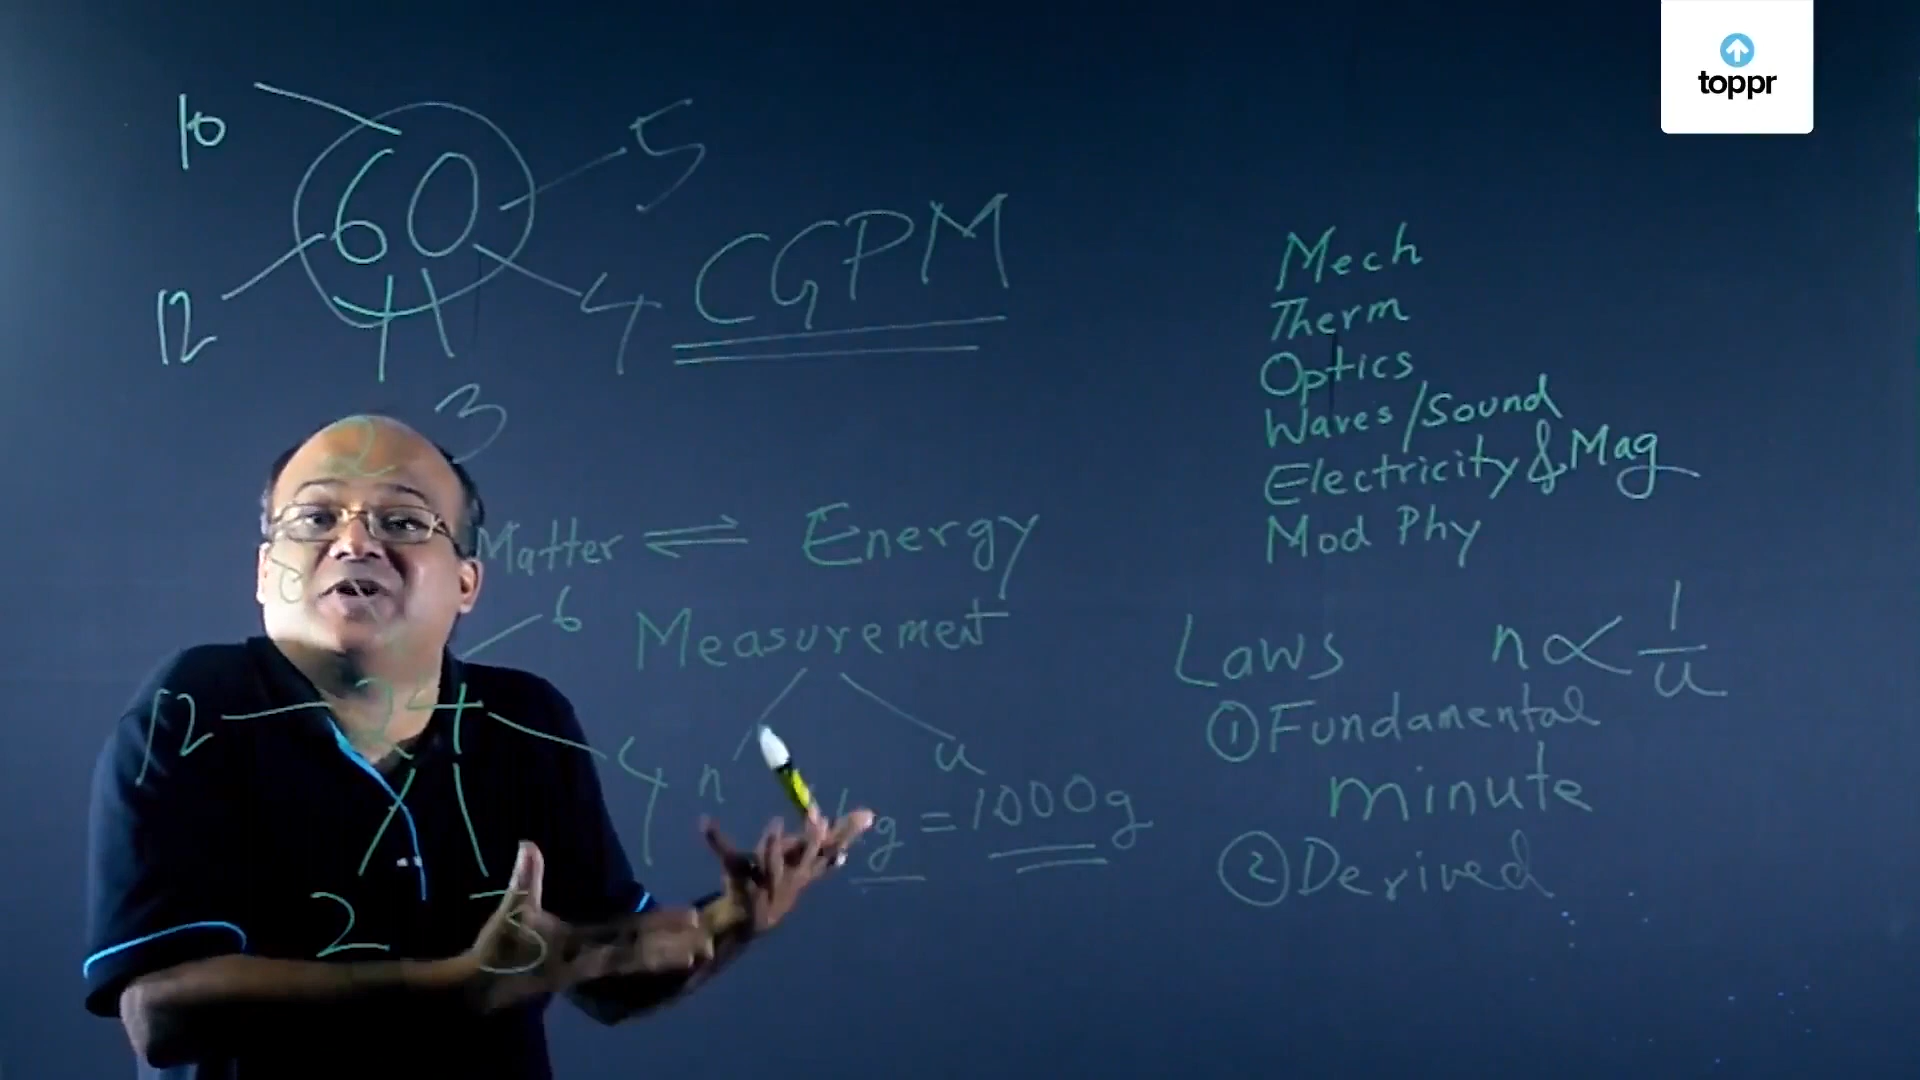 toppr
10
60
5
12
4
CGPM
2
3
Mech
Therm
Optics
Waves/Sound
Electricity & Mag
Mod Phy
Matter ⇌ Energy
6
Measurement
12
24
4
n
u
g = 1000g
2
3
Laws n ∝ 1/u
① Fundamental
minute
② Derived